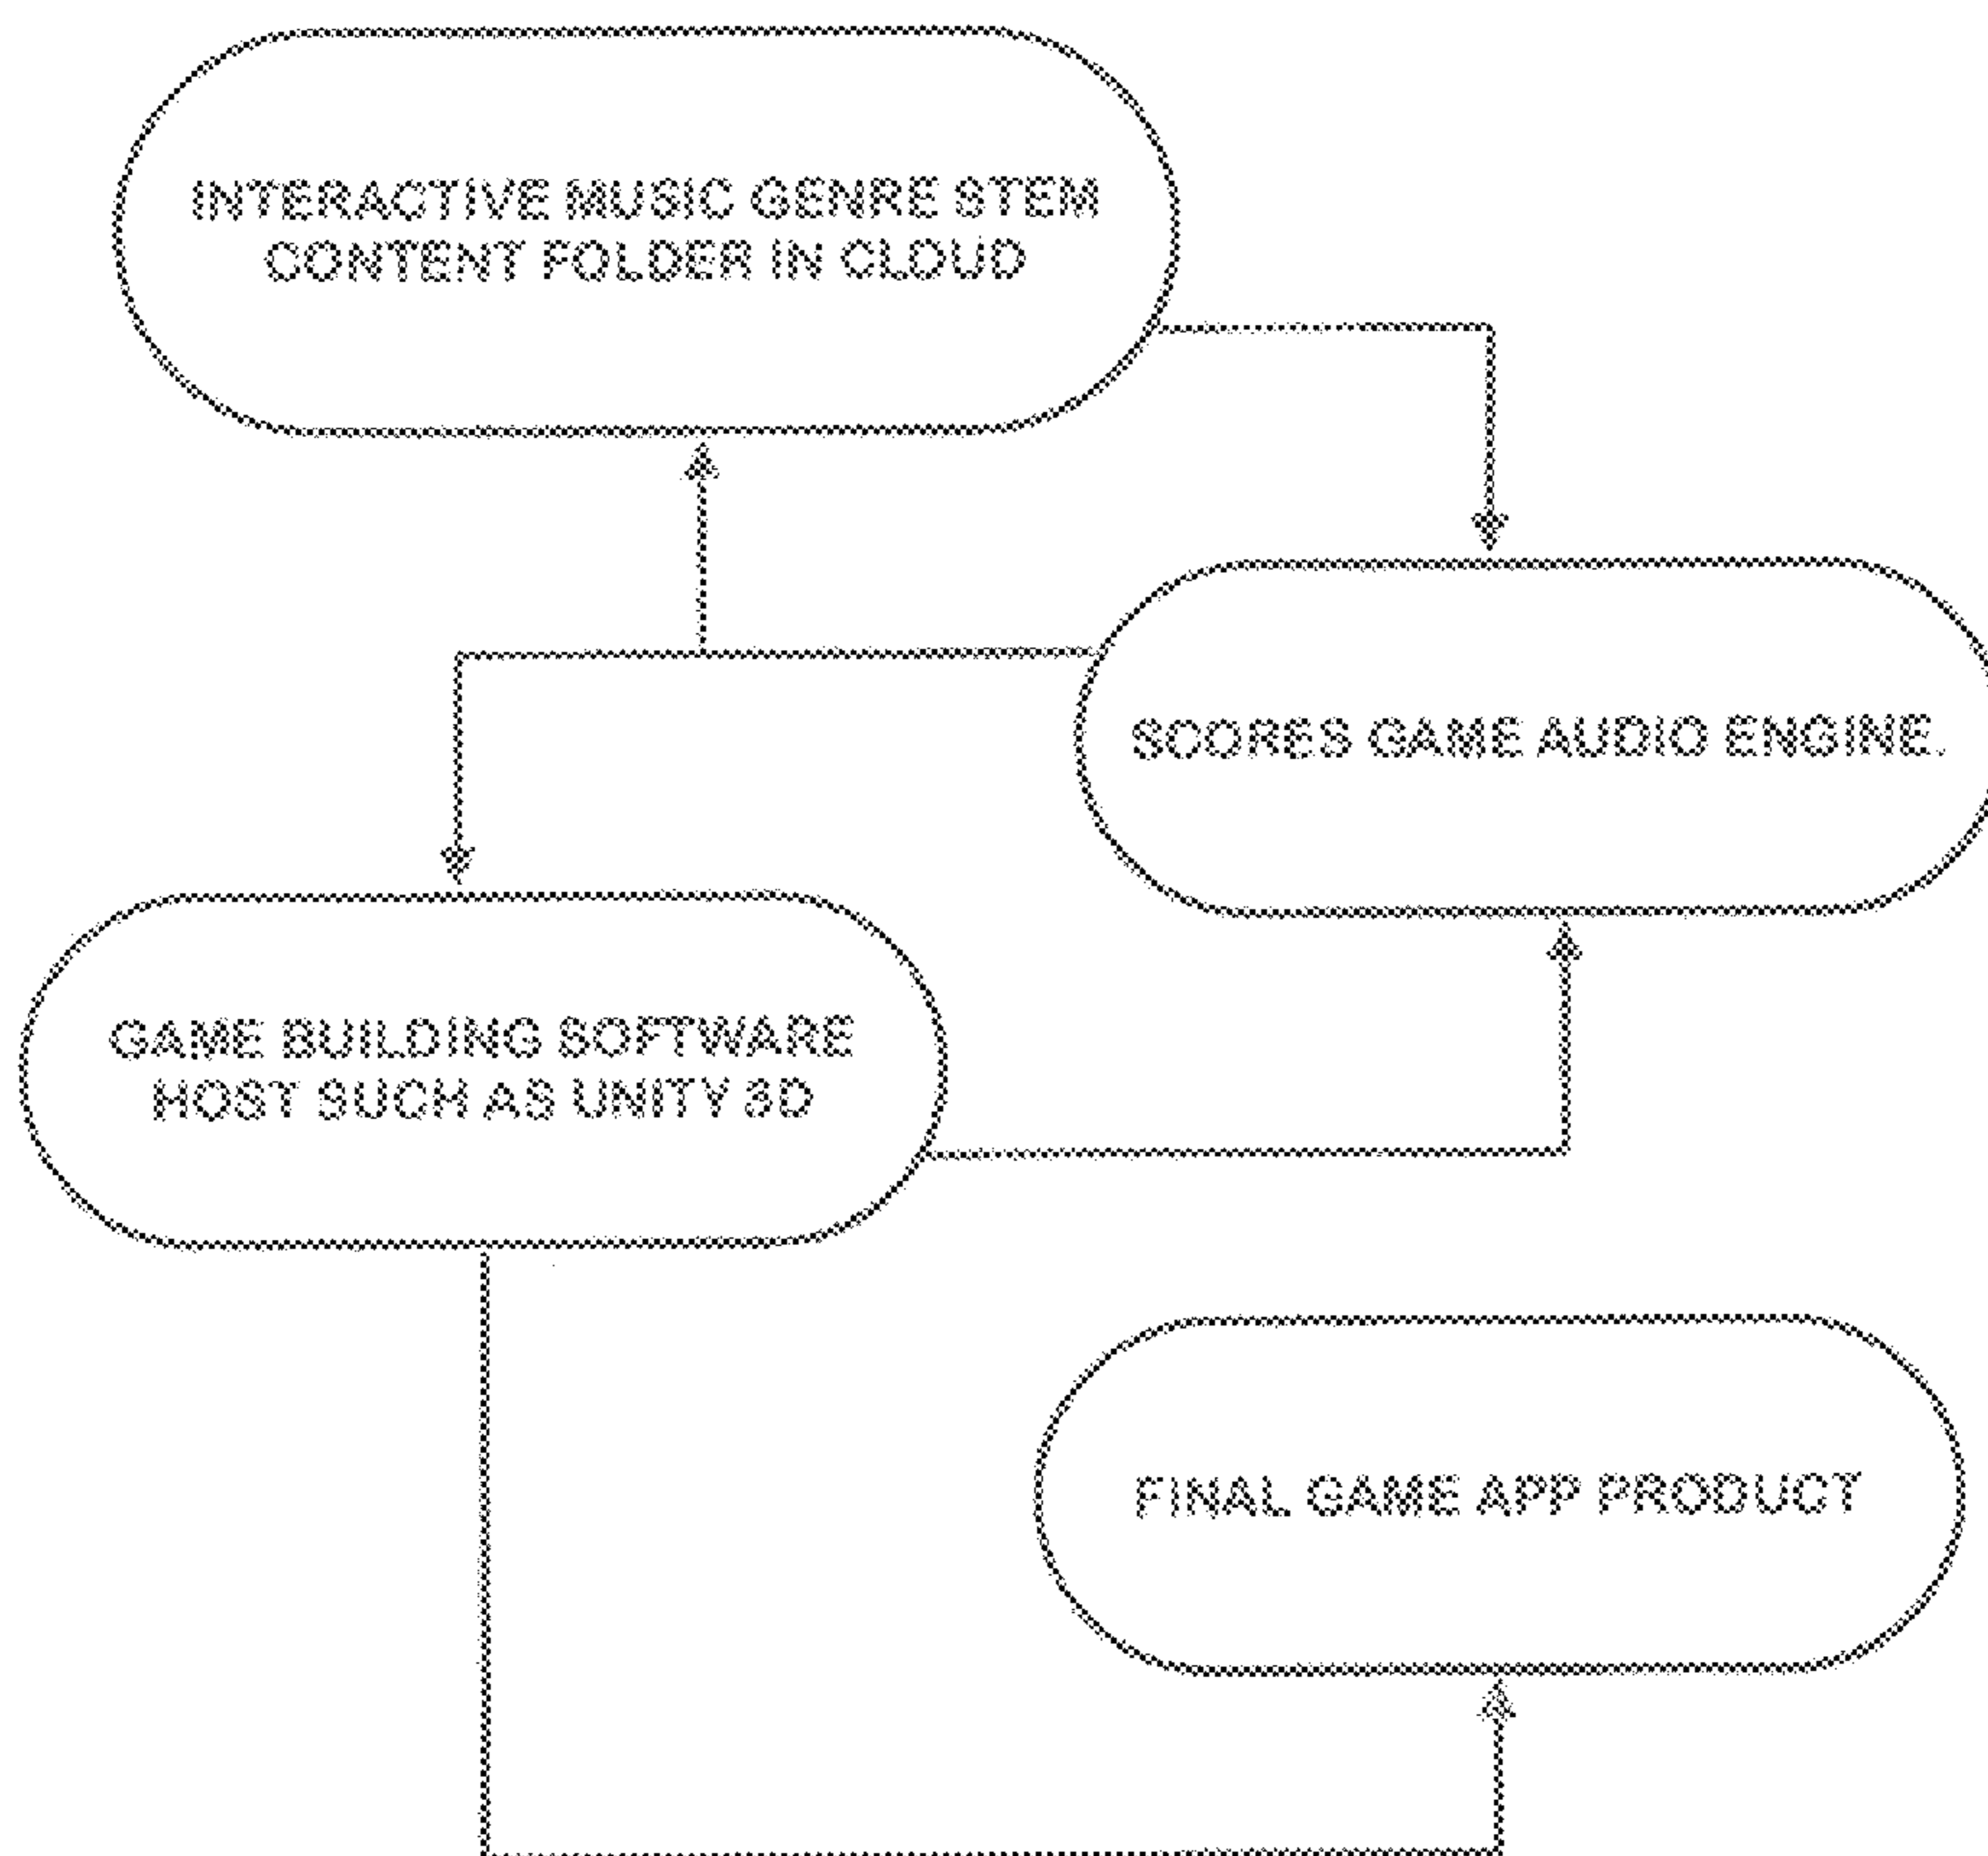 INTERACTIVE MUSIC GENRE STEM
CONTENT FOLDER IN CLOUD
SCORES GAME AUDIO ENGINE.
GAME BUILDING SOFTWARE
HOST SUCH AS UNITY 3D
FINAL GAME APP PRODUCT